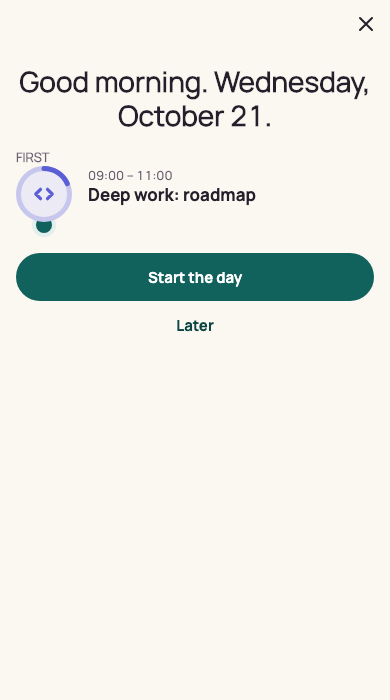 Good morning. Wednesday,
October 21.
FIRST
09:00 – 11:00
Deep work: roadmap
Start the day
Later